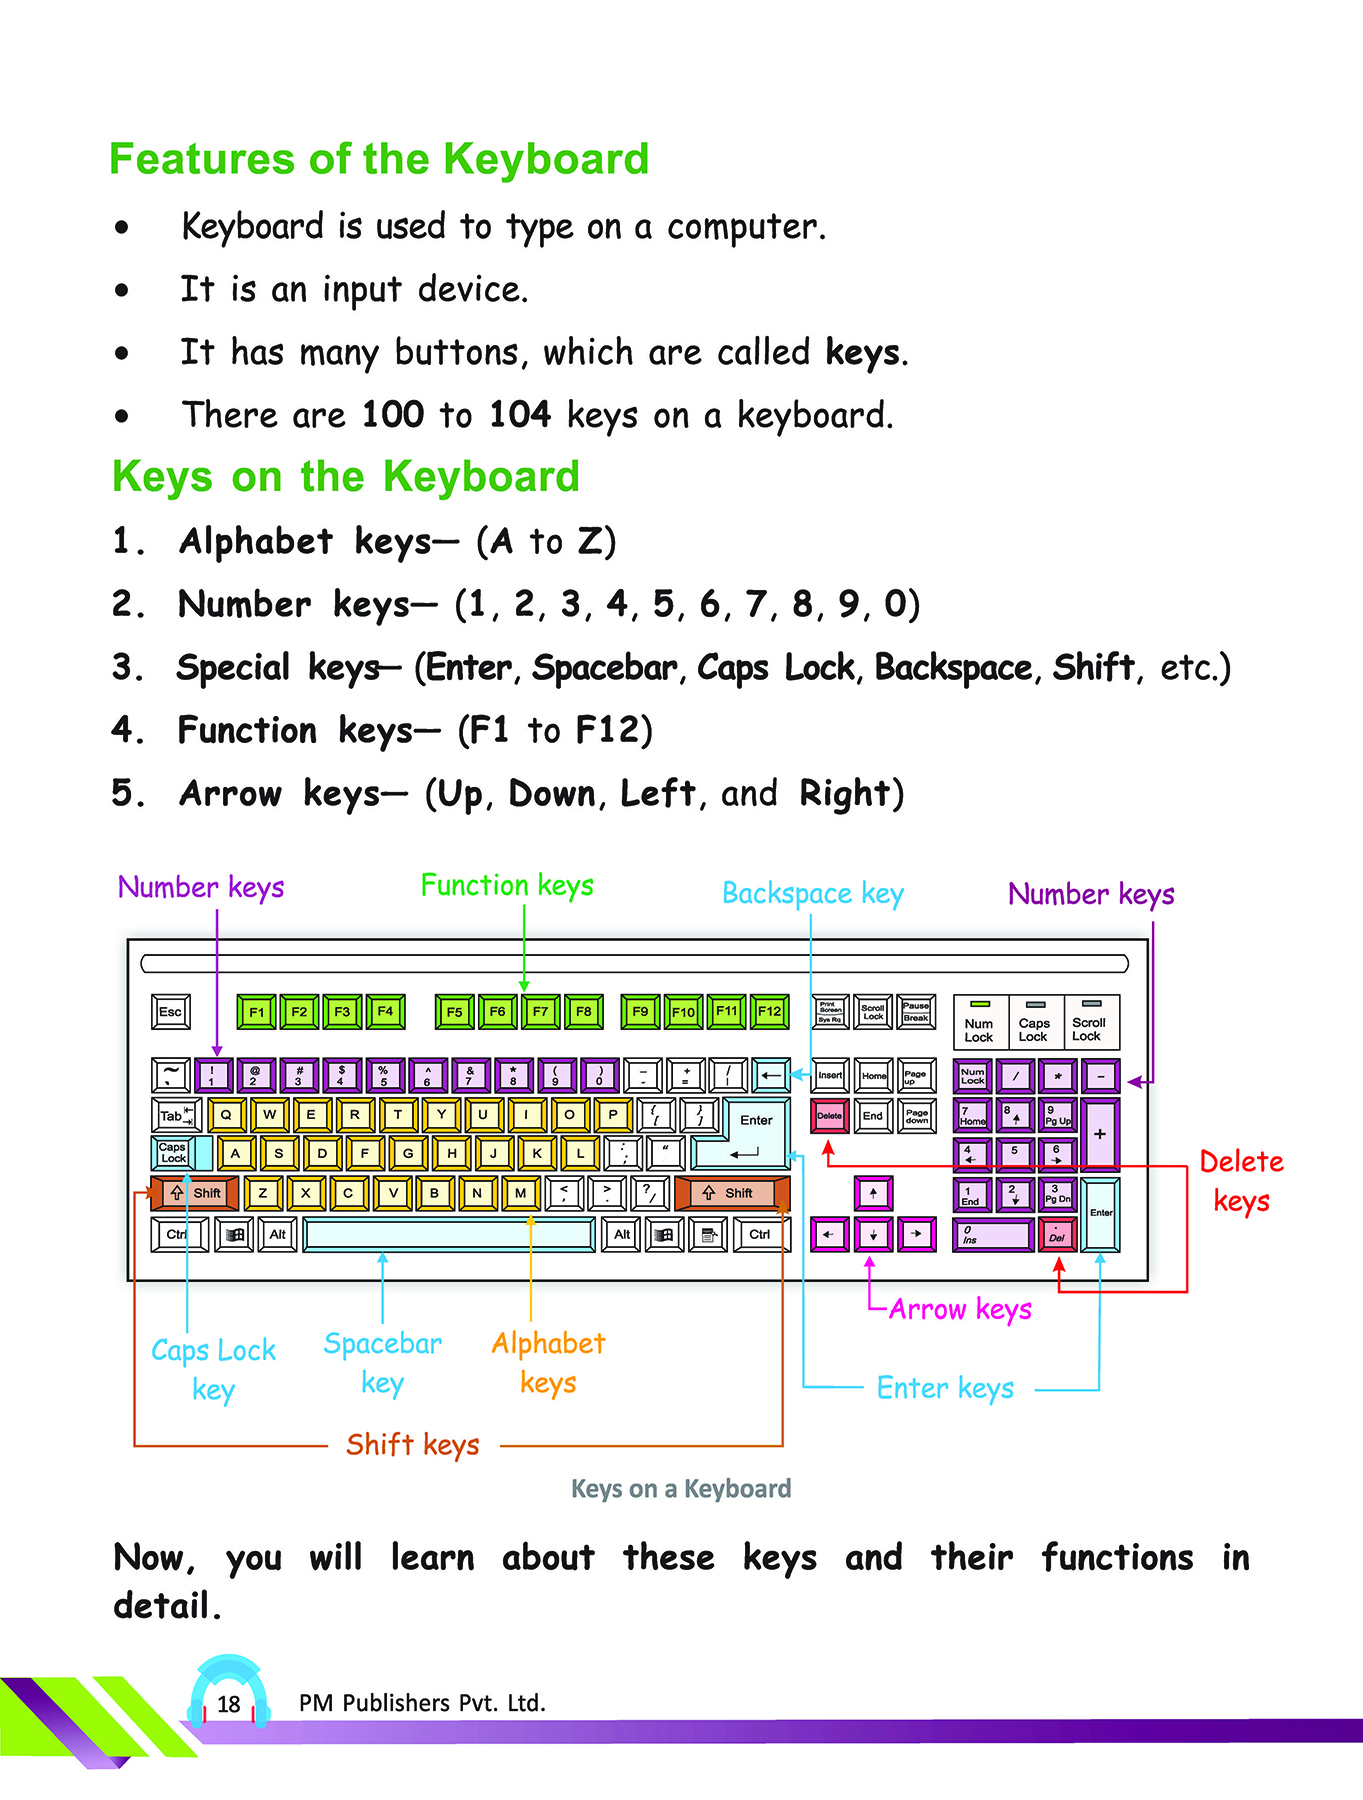 Features of the Keyboard
• Keyboard is used to type on a computer.
• It is an input device.
• It has many buttons, which are called keys.
• There are 100 to 104 keys on a keyboard.
Keys on the Keyboard
1. Alphabet keys— (A to Z)
2. Number keys— (1, 2, 3, 4, 5, 6, 7, 8, 9, 0)
3. Special keys— (Enter, Spacebar, Caps Lock, Backspace, Shift, etc.)
4. Function keys— (F1 to F12)
5. Arrow keys— (Up, Down, Left, and Right)
Number keys Function keys Backspace key Number keys
Esc F1 F2 F3 F4 F5 F6 F7 F8 F9 F10 F11 F12 Print Screen Sys Rq Scroll Lock Pause Break Num Lock Caps Lock Scroll Lock
~ ` ! 1 @ 2 # 3 $ 4 % 5 ^ 6 & 7 * 8 ( 9 ) 0 - - + = / | ← Insert Home Page up Num Lock / * -
Tab Q W E R T Y U I O P { [ } ] Enter Delete End Page down 7 Home 8 ↑ 9 Pg Up +
Caps Lock A S D F G H J K L : ; " 4 ← 5 6 →
⇧ Shift Z X C V B N M < , > . ? / ⇧ Shift ↑ 1 End 2 ↓ 3 Pg Dn Enter
Ctrl Alt Alt Ctrl ← ↓ → 0 Ins . Del
Delete
keys
Arrow keys
Caps Lock
key
Spacebar
key
Alphabet
keys
Enter keys
Shift keys
Keys on a Keyboard
Now, you will learn about these keys and their functions in
detail.
18 PM Publishers Pvt. Ltd.